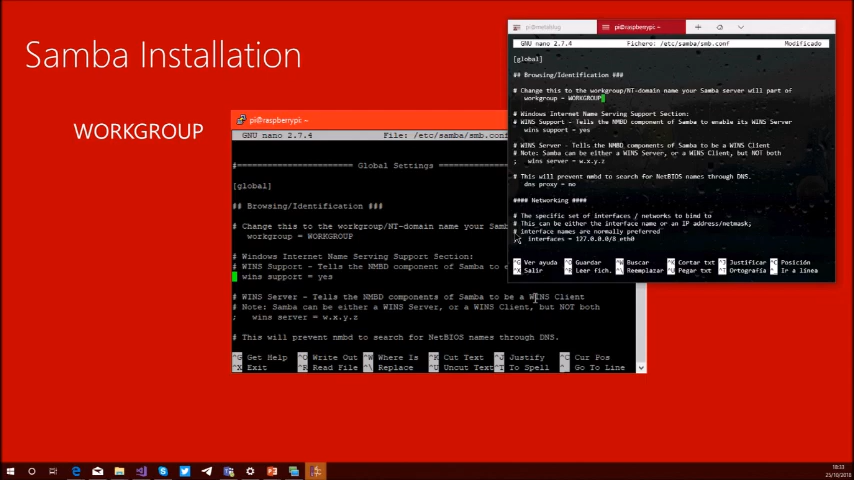 Samba Installation
WORKGROUP
pi@raspberrypi: ~
GNU nano 2.7.4 File: /etc/samba/smb.conf
#======================= Global Settings
[global]
## Browsing/Identification ###
# Change this to the workgroup/NT-domain name your Samb
workgroup = WORKGROUP
# Windows Internet Name Serving Support Section:
# WINS Support - Tells the NMBD component of Samba to e
wins support = yes
# WINS Server - Tells the NMBD components of Samba to be a WINS Client
# Note: Samba can be either a WINS Server, or a WINS Client, but NOT both
; wins server = w.x.y.z
# This will prevent nmbd to search for NetBIOS names through DNS.
^G Get Help ^O Write Out ^W Where Is ^K Cut Text ^J Justify ^C Cur Pos
^X Exit ^R Read File ^\ Replace ^U Uncut Text ^T To Spell ^_ Go To Line
pi@raspberrypi: ~
GNU nano 2.7.4 Fichero: /etc/samba/smb.conf Modificado
[global]
## Browsing/Identification ###
# Change this to the workgroup/NT-domain name your Samba server will part of
workgroup = WORKGROUP
# Windows Internet Name Serving Support Section:
# WINS Support - Tells the NMBD component of Samba to enable its WINS Server
wins support = yes
# WINS Server - Tells the NMBD components of Samba to be a WINS Client
# Note: Samba can be either a WINS Server, or a WINS Client, but NOT both
; wins server = w.x.y.z
# This will prevent nmbd to search for NetBIOS names through DNS.
dns proxy = no
#### Networking ####
# The specific set of interfaces / networks to bind to
# This can be either the interface name or an IP address/netmask;
# interface names are normally preferred
; interfaces = 127.0.0.0/8 eth0
^G Ver ayuda ^O Guardar ^W Buscar ^K Cortar txt ^J Justificar ^C Posición
^X Salir ^R Leer fich. ^\ Reemplazar ^U Pegar txt ^T Ortografía ^_ Ir a línea
18:33
25/10/2018